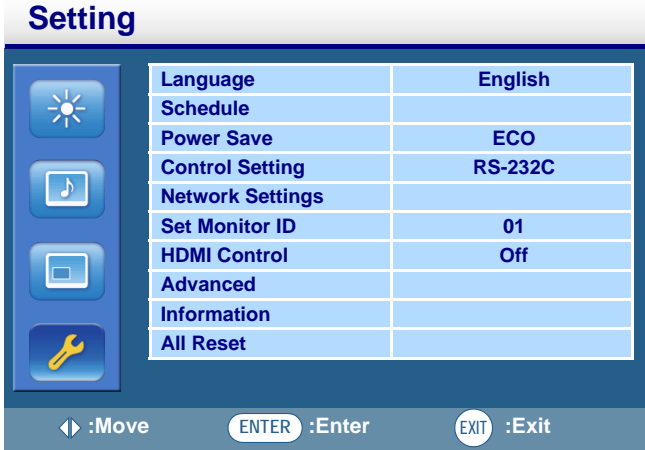 Setting
Language English
Schedule
Power Save ECO
Control Setting RS-232C
Network Settings
Set Monitor ID 01
HDMI Control Off
Advanced
Information
All Reset
:Move ENTER :Enter EXIT :Exit